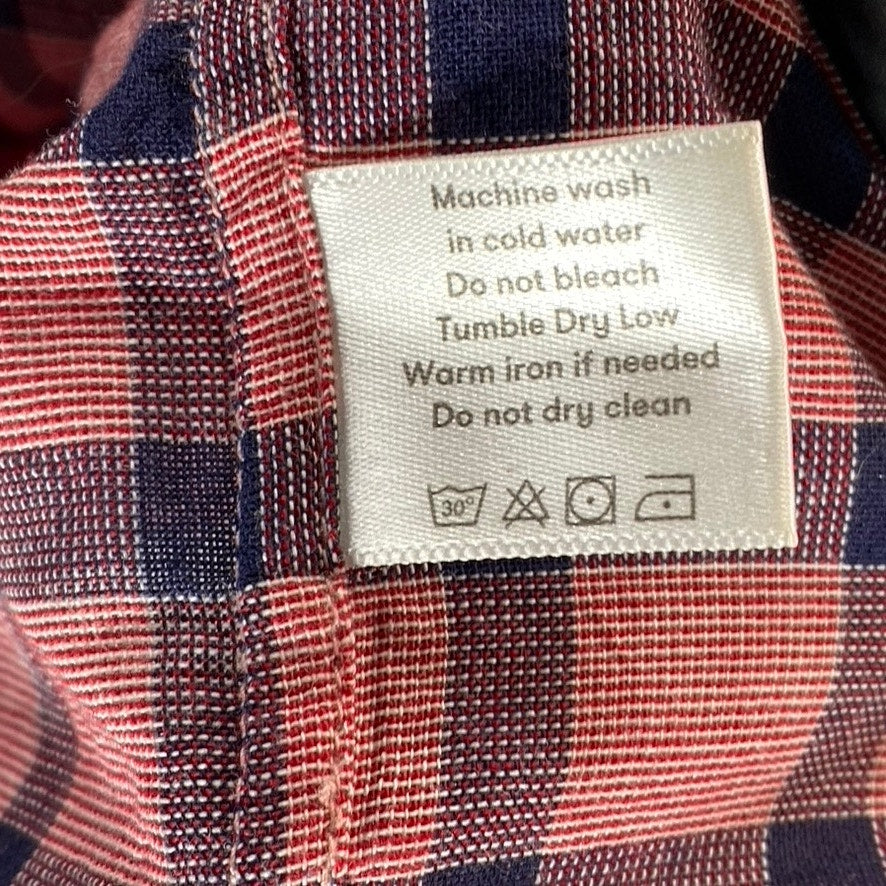 Machine wash
in cold water
Do not bleach
Tumble Dry Low
Warm iron if needed
Do not dry clean
30°